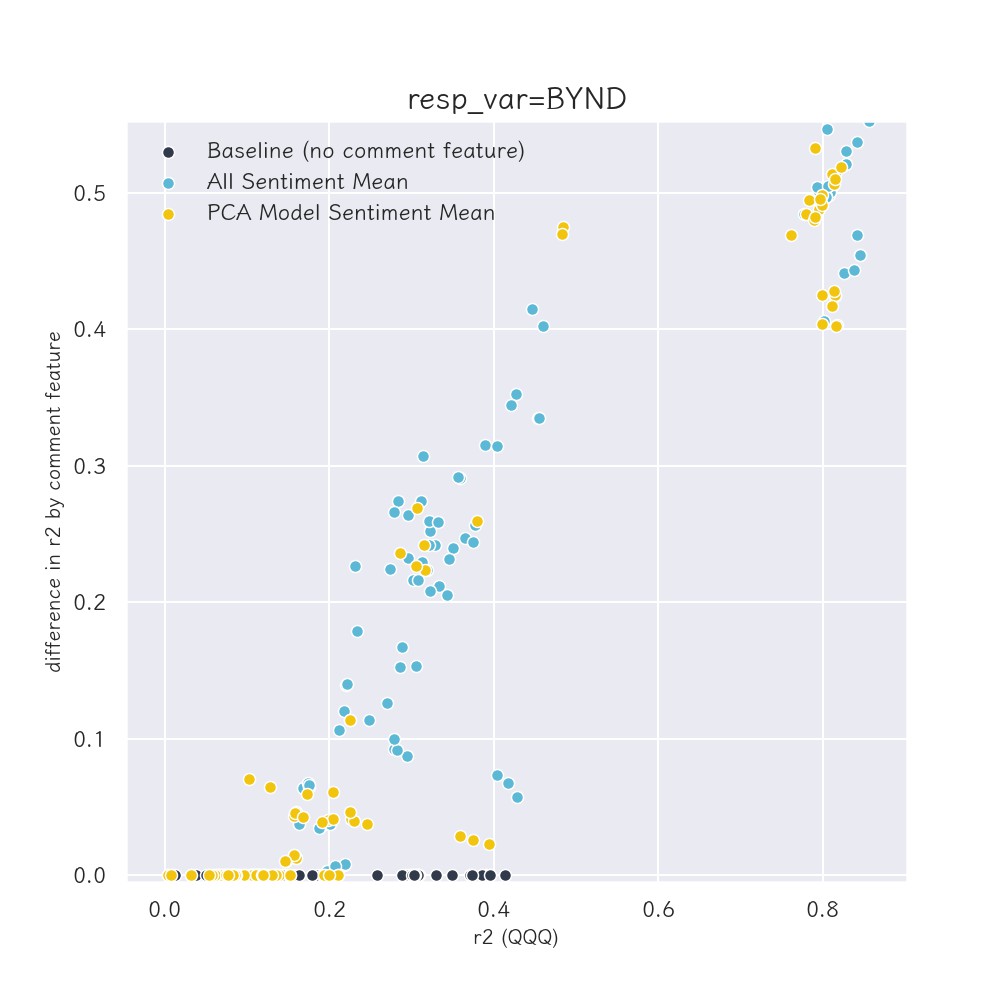 resp_var=BYND
Baseline (no comment feature)
All Sentiment Mean
PCA Model Sentiment Mean
difference in r2 by comment feature
0.5
0.4
0.3
0.2
0.1
0.0
0.0 0.2 0.4 0.6 0.8
r2 (QQQ)